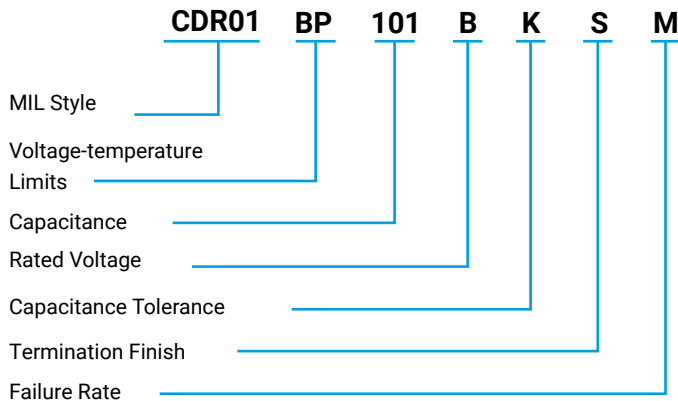 CDR01 BP 101 B K S M
MIL Style
Voltage-temperature
Limits
Capacitance
Rated Voltage
Capacitance Tolerance
Termination Finish
Failure Rate